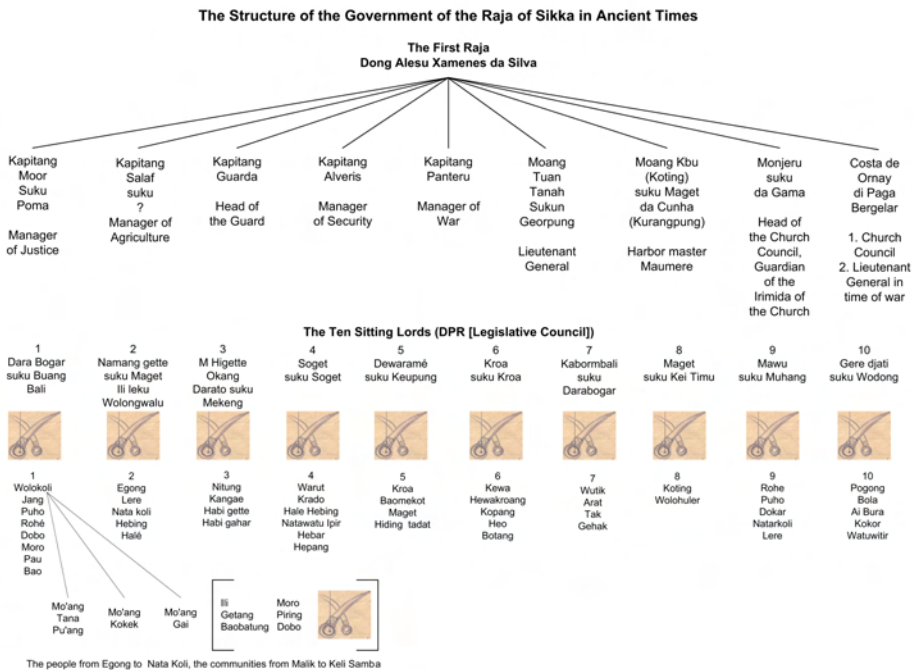 The Structure of the Government of the Raja of Sikka in Ancient Times
The First Raja
Dong Alesu Xamenes da Silva
Kapitang
Moor
Suku
Poma
Manager
of Justice
Kapitang
Salaf
suku
?
Manager of
Agriculture
Kapitang
Guarda
Head of
the Guard
Kapitang
Alveris
Manager
of Security
Kapitang
Panteru
Manager of
War
Moang
Tuan
Tanah
Sukun
Georpung
Lieutenant
General
Moang Kbu
(Koting)
suku Maget
da Cunha
(Kurangpung)
Harbor master
Maumere
Monjeru
suku
da Gama
Head of
the Church
Council,
Guardian
of the
Irimida of
the Church
Costa de
Ornay
di Paga
Bergelar
1. Church
Council
2. Lieutenant
General in
time of war
The Ten Sitting Lords (DPR [Legislative Council])
1
Dara Bogar
suku Buang
Bali
2
Namang gette
suku Maget
Ili leku
Wolongwalu
3
M Higette
Okang
Darato suku
Mekeng
4
Soget
suku Soget
5
Dewaramé
suku Keupung
6
Kroa
suku Kroa
7
Kabormbali
suku
Darabogar
8
Maget
suku Kei Timu
9
Mawu
suku Muhang
10
Gere djati
suku Wodong
1
Wolokoli
Jang
Puho
Rohé
Dobo
Moro
Pau
Bao
2
Egong
Lere
Nata koli
Hebing
Halé
3
Nitung
Kangae
Habi gette
Habi gahar
4
Warut
Krado
Hale Hebing
Natawatu Ipir
Hebar
Hepang
5
Kroa
Baomekot
Maget
Hiding tadat
6
Kewa
Hewakroang
Kopang
Heo
Botang
7
Wutik
Arat
Tak
Gehak
8
Koting
Wolohuler
9
Rohe
Puho
Dokar
Natarkoli
Lere
10
Pogong
Bola
Ai Bura
Kokor
Watuwitir
Mo'ang
Tana
Pu'ang
Mo'ang
Kokek
Mo'ang
Gai
Ili
Getang
Baobatung
Moro
Piring
Dobo
The people from Egong to Nata Koli, the communities from Malik to Keli Samba